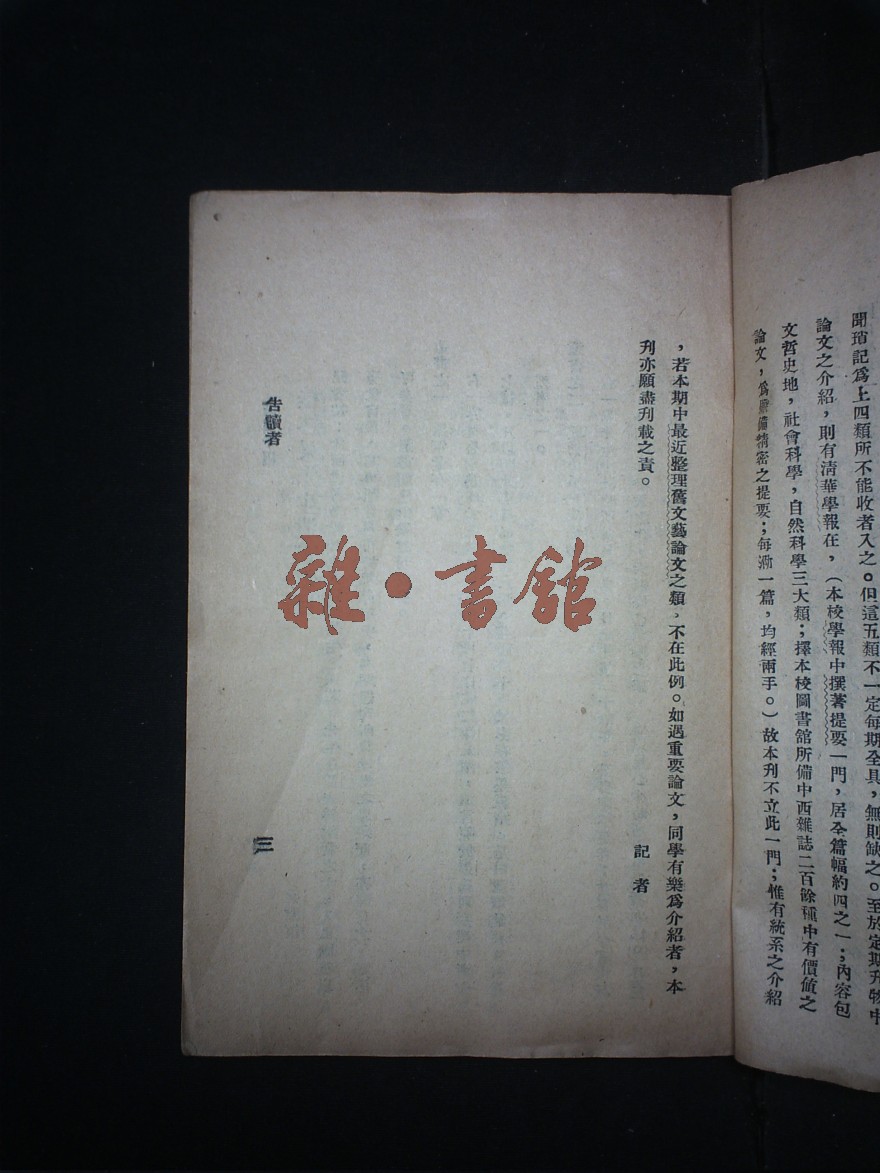 聞瑣記為上四類所不能收者入之。但這五類不一定每期全具,無則缺之。至於定期刊物中
論文之介紹,則有清華學報在,(本校學報中撰著提要一門,居全篇幅約四之一;內容包
文哲史地,社會科學,自然科學三大類;擇本校圖書館所備中西雜誌二百餘種中有價值之
論文,為賅備精密之提要;每澵一篇,均經兩手。)故本刊不立此一門;惟有統系之介紹
,若本期中最近整理舊文藝論文之類,不在此例。如遇重要論文,同學有樂為介紹者,本
刊亦願盡刊載之責。
記者
告讀者
三
雜·書館